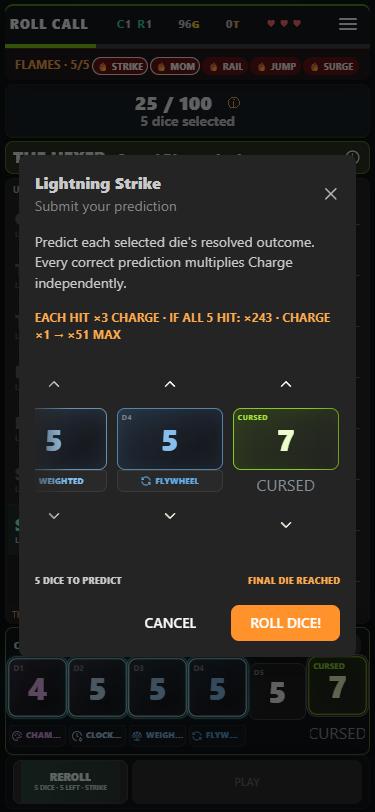 ROLL CALL C1 R1 96G 0T
FLAMES · 5/5 STRIKE MOM RAIL JUMP SURGE
25 / 100
5 dice selected
Lightning Strike
Submit your prediction
Predict each selected die's resolved outcome.
Every correct prediction multiplies Charge
independently.
EACH HIT ×3 CHARGE · IF ALL 5 HIT: ×243 · CHARGE
×1 → ×51 MAX
D4 CURSED
5 5 7
WEIGHTED FLYWHEEL CURSED
5 DICE TO PREDICT FINAL DIE REACHED
CANCEL ROLL DICE!
D1 D2 D3 D4 D5 CURSED
4 5 5 5 5 7
CHAM... CLOCK... WEIGH... FLYW... CURSED
REROLL PLAY
5 DICE · 5 LEFT · STRIKE